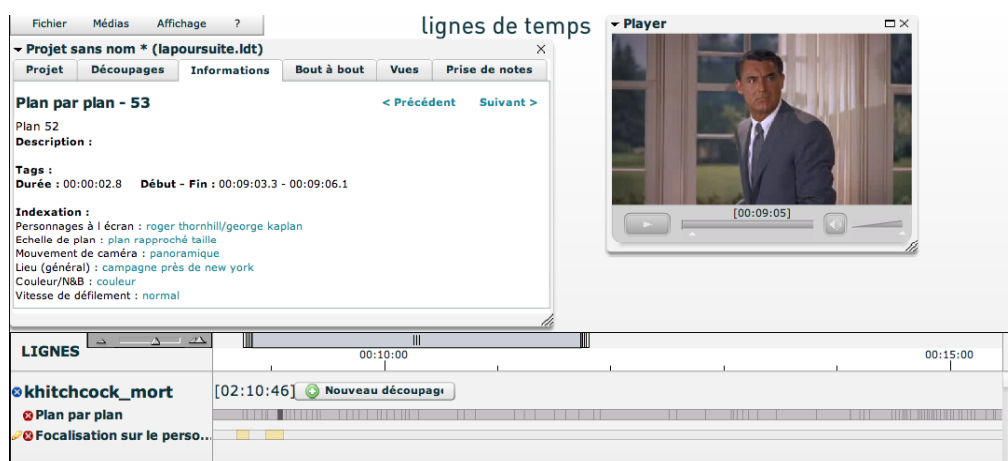 Fichier Médias Affichage ?
lignes de temps
Player
Projet sans nom * (lapoursuite.ldt)
Projet Découpages Informations Bout à bout Vues Prise de notes
Plan par plan - 53 < Précédent Suivant >
Plan 52
Description :
Tags :
Durée : 00:00:02.8 Début - Fin : 00:09:03.3 - 00:09:06.1
Indexation :
Personnages à l écran : roger thornhill/george kaplan
Echelle de plan : plan rapproché taille
Mouvement de caméra : panoramique
Lieu (général) : campagne près de new york
Couleur/N&B : couleur
Vitesse de défilement : normal
[00:09:05]
LIGNES
00:10:00 00:15:00
khitchcock_mort [02:10:46] Nouveau découpage
Plan par plan
Focalisation sur le perso...